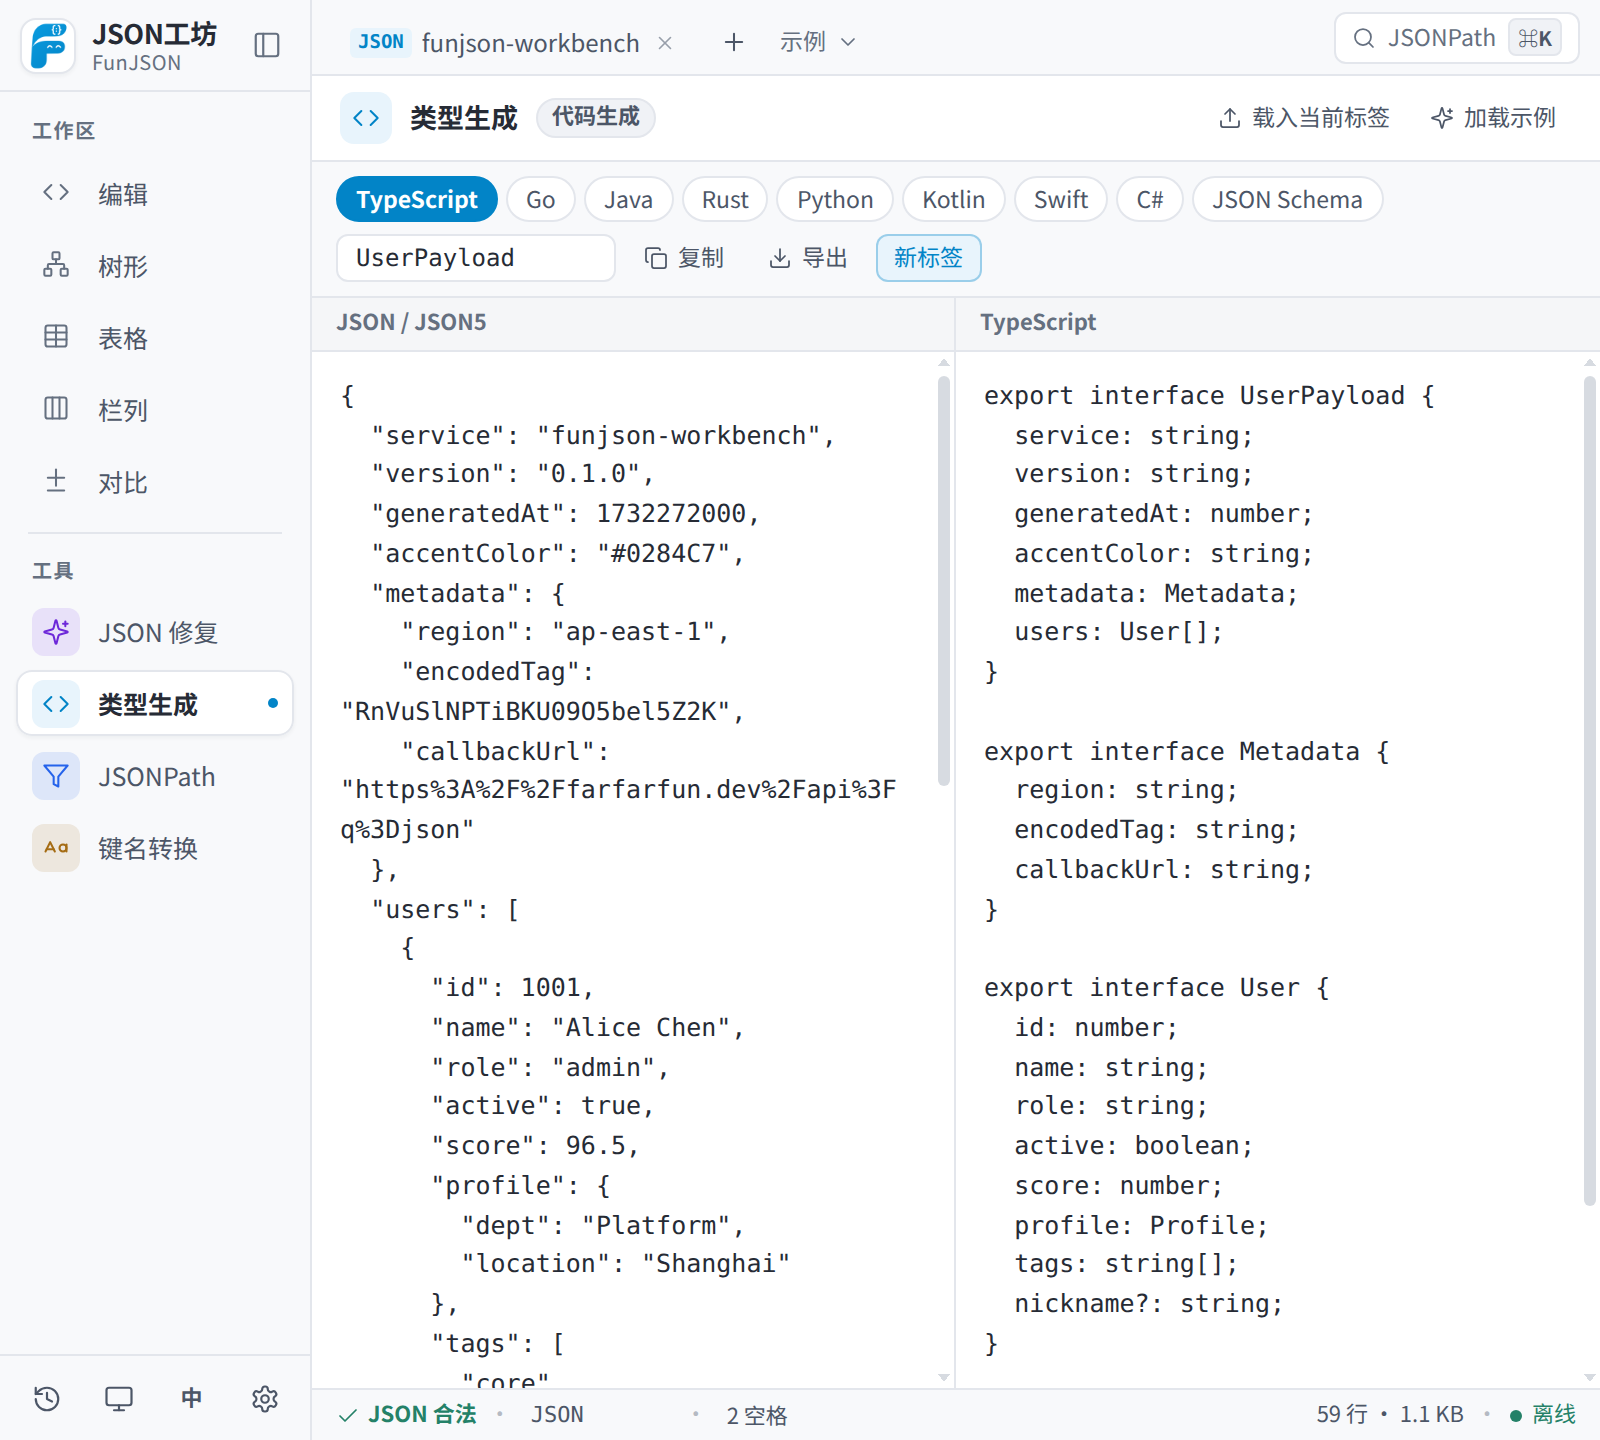 JSON工坊
FunJSON
工作区
编辑
树形
表格
栏列
对比
工具
JSON 修复
类型生成
JSONPath
Aa 键名转换
中
JSON funjson-workbench
示例
JSONPath ⌘K
类型生成 代码生成
载入当前标签 加载示例
TypeScript Go Java Rust Python Kotlin Swift C# JSON Schema
UserPayload 复制 导出 新标签
JSON / JSON5
{
  "service": "funjson-workbench",
  "version": "0.1.0",
  "generatedAt": 1732272000,
  "accentColor": "#0284C7",
  "metadata": {
    "region": "ap-east-1",
    "encodedTag":
"RnVuSlNPTiBKU09O5bel5Z2K",
    "callbackUrl":
"https%3A%2F%2Ffarfarfun.dev%2Fapi%3F
q%3Djson"
  },
  "users": [
    {
      "id": 1001,
      "name": "Alice Chen",
      "role": "admin",
      "active": true,
      "score": 96.5,
      "profile": {
        "dept": "Platform",
        "location": "Shanghai"
      },
      "tags": [
        "core"
TypeScript
export interface UserPayload {
  service: string;
  version: string;
  generatedAt: number;
  accentColor: string;
  metadata: Metadata;
  users: User[];
}
export interface Metadata {
  region: string;
  encodedTag: string;
  callbackUrl: string;
}
export interface User {
  id: number;
  name: string;
  role: string;
  active: boolean;
  score: number;
  profile: Profile;
  tags: string[];
  nickname?: string;
}
JSON 合法 • JSON • 2 空格
59 行 • 1.1 KB • 离线